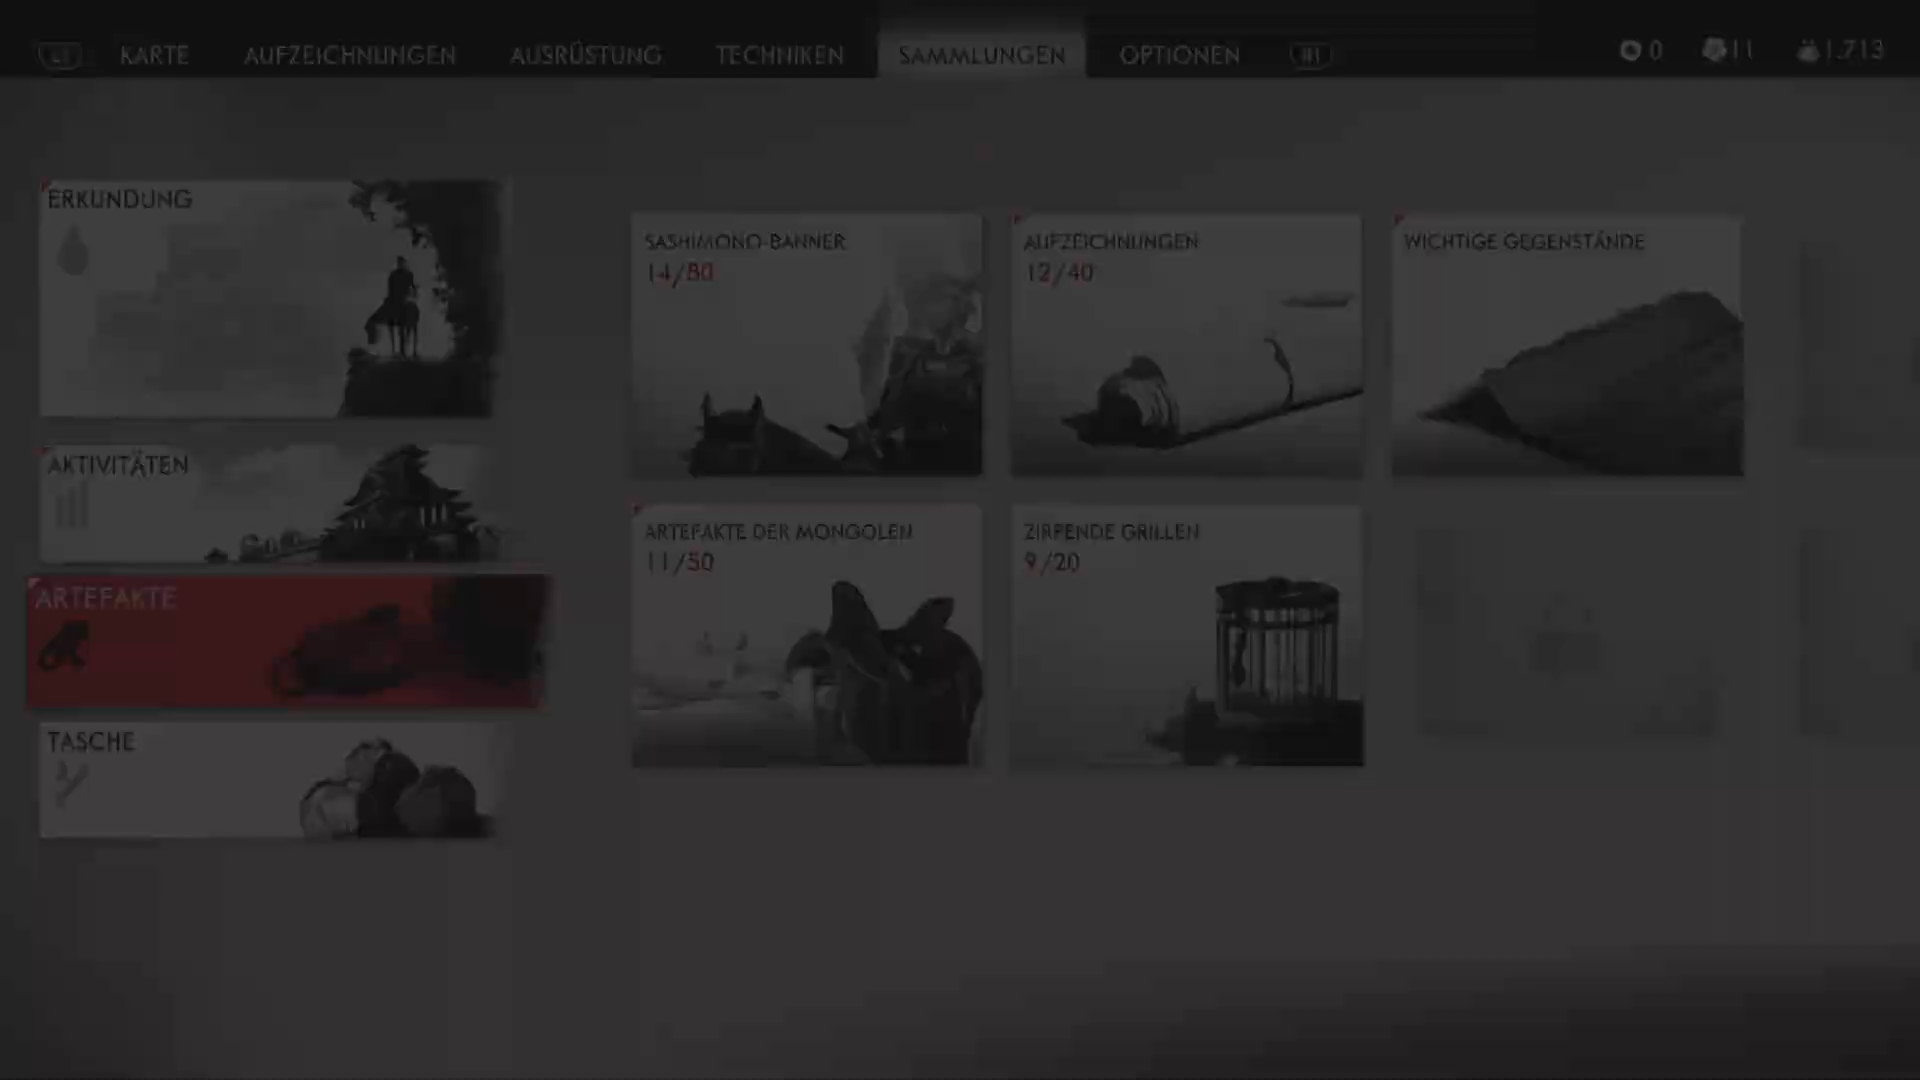 KARTE AUFZEICHNUNGEN AUSRÜSTUNG TECHNIKEN SAMMLUNGEN OPTIONEN R1 0 11 1.713
ERKUNDUNG
SASHIMONO-BANNER
14/80
AUFZEICHNUNGEN
12/40
WICHTIGE GEGENSTÄNDE
AKTIVITÄTEN
ARTEFAKTE DER MONGOLEN
11/50
ZIRPENDE GRILLEN
9/20
ARTEFAKTE
TASCHE